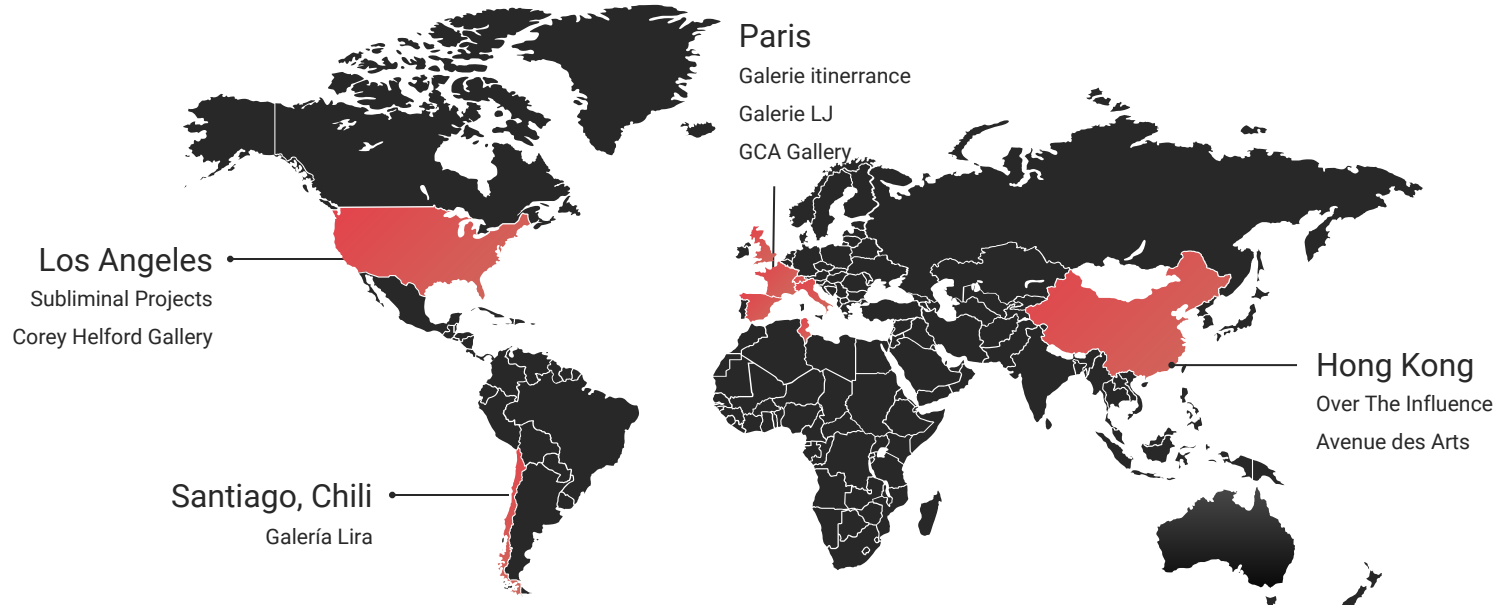 Paris
Galerie itinerrance
Galerie LJ
GCA Gallery
Los Angeles
Subliminal Projects
Corey Helford Gallery
Hong Kong
Over The Influence
Avenue des Arts
Santiago, Chili
Galería Lira